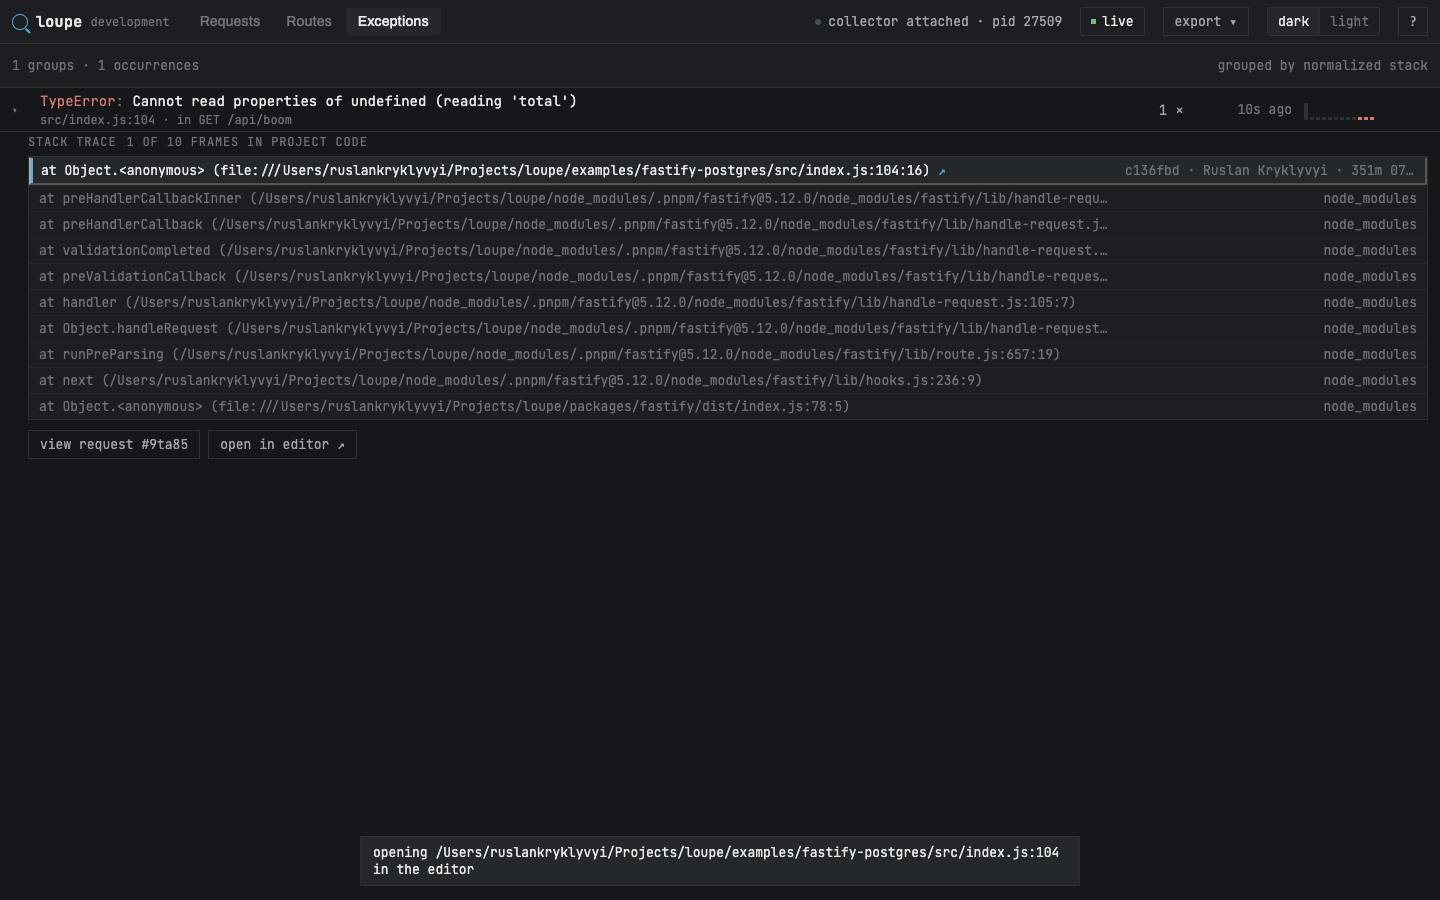 loupe development Requests Routes Exceptions collector attached · pid 27509 live export ▾ dark light ?
1 groups · 1 occurrences grouped by normalized stack
▾ TypeError: Cannot read properties of undefined (reading 'total') 1 × 10s ago
src/index.js:104 · in GET /api/boom
STACK TRACE 1 OF 10 FRAMES IN PROJECT CODE
at Object.<anonymous> (file:///Users/ruslankryklyvyi/Projects/loupe/examples/fastify-postgres/src/index.js:104:16) ↗ c136fbd · Ruslan Kryklyvyi · 351m 07…
at preHandlerCallbackInner (/Users/ruslankryklyvyi/Projects/loupe/node_modules/.pnpm/fastify@5.12.0/node_modules/fastify/lib/handle-requ… node_modules
at preHandlerCallback (/Users/ruslankryklyvyi/Projects/loupe/node_modules/.pnpm/fastify@5.12.0/node_modules/fastify/lib/handle-request.j… node_modules
at validationCompleted (/Users/ruslankryklyvyi/Projects/loupe/node_modules/.pnpm/fastify@5.12.0/node_modules/fastify/lib/handle-request.… node_modules
at preValidationCallback (/Users/ruslankryklyvyi/Projects/loupe/node_modules/.pnpm/fastify@5.12.0/node_modules/fastify/lib/handle-reques… node_modules
at handler (/Users/ruslankryklyvyi/Projects/loupe/node_modules/.pnpm/fastify@5.12.0/node_modules/fastify/lib/handle-request.js:105:7) node_modules
at Object.handleRequest (/Users/ruslankryklyvyi/Projects/loupe/node_modules/.pnpm/fastify@5.12.0/node_modules/fastify/lib/handle-request… node_modules
at runPreParsing (/Users/ruslankryklyvyi/Projects/loupe/node_modules/.pnpm/fastify@5.12.0/node_modules/fastify/lib/route.js:657:19) node_modules
at next (/Users/ruslankryklyvyi/Projects/loupe/node_modules/.pnpm/fastify@5.12.0/node_modules/fastify/lib/hooks.js:236:9) node_modules
at Object.<anonymous> (file:///Users/ruslankryklyvyi/Projects/loupe/packages/fastify/dist/index.js:78:5) node_modules
view request #9ta85 open in editor ↗
opening /Users/ruslankryklyvyi/Projects/loupe/examples/fastify-postgres/src/index.js:104
in the editor